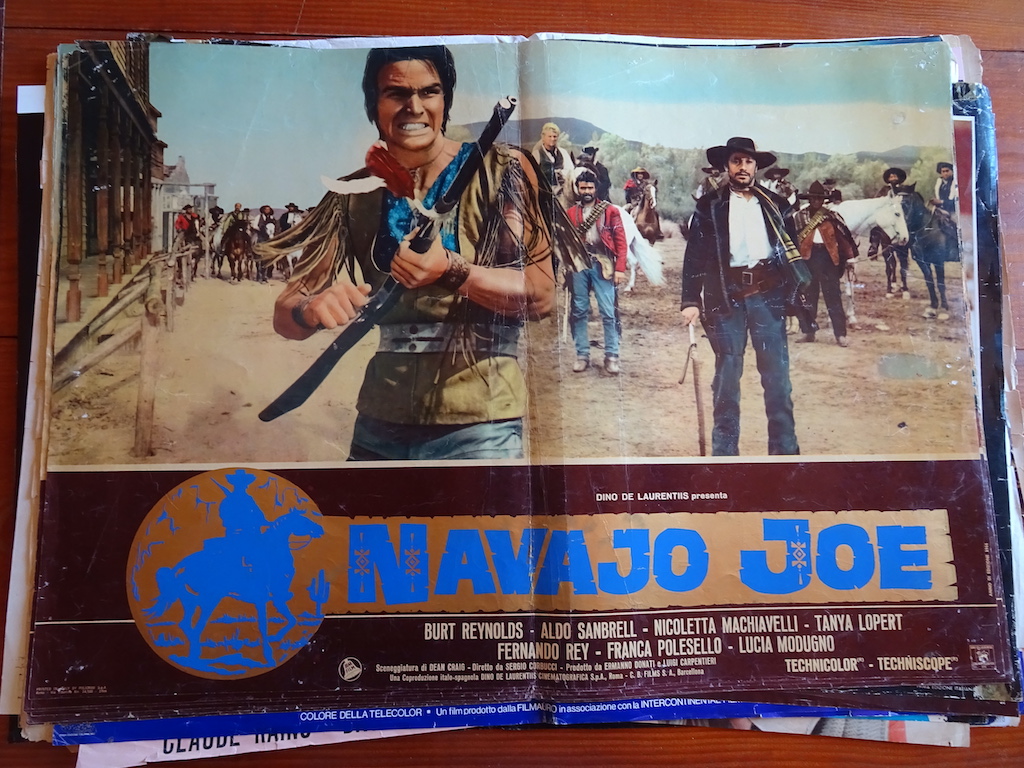 DINO DE LAURENTIIS presenta
NAVAJO JOE
BURT REYNOLDS - ALDO SANBRELL - NICOLETTA MACHIAVELLI - TANYA LOPERT
FERNANDO REY - FRANCA POLESELLO - LUCIA MODUGNO
Sceneggiatura di DEAN CRAIG - Diretto da SERGIO CORBUCCI - Prodotto da ERMANNO DONATI e LUIGI CARPENTIERI
Una Coproduzione italo-spagnola DINO DE LAURENTIIS CINEMATOGRAFICA S.p.A., Roma - C. B. FILMS S. A., Barcellona
TECHNICOLOR - TECHNISCOPE
COLORE DELLA TELECOLOR • Un film prodotto dalla FILMAURO in associazione con la
CLAUDE